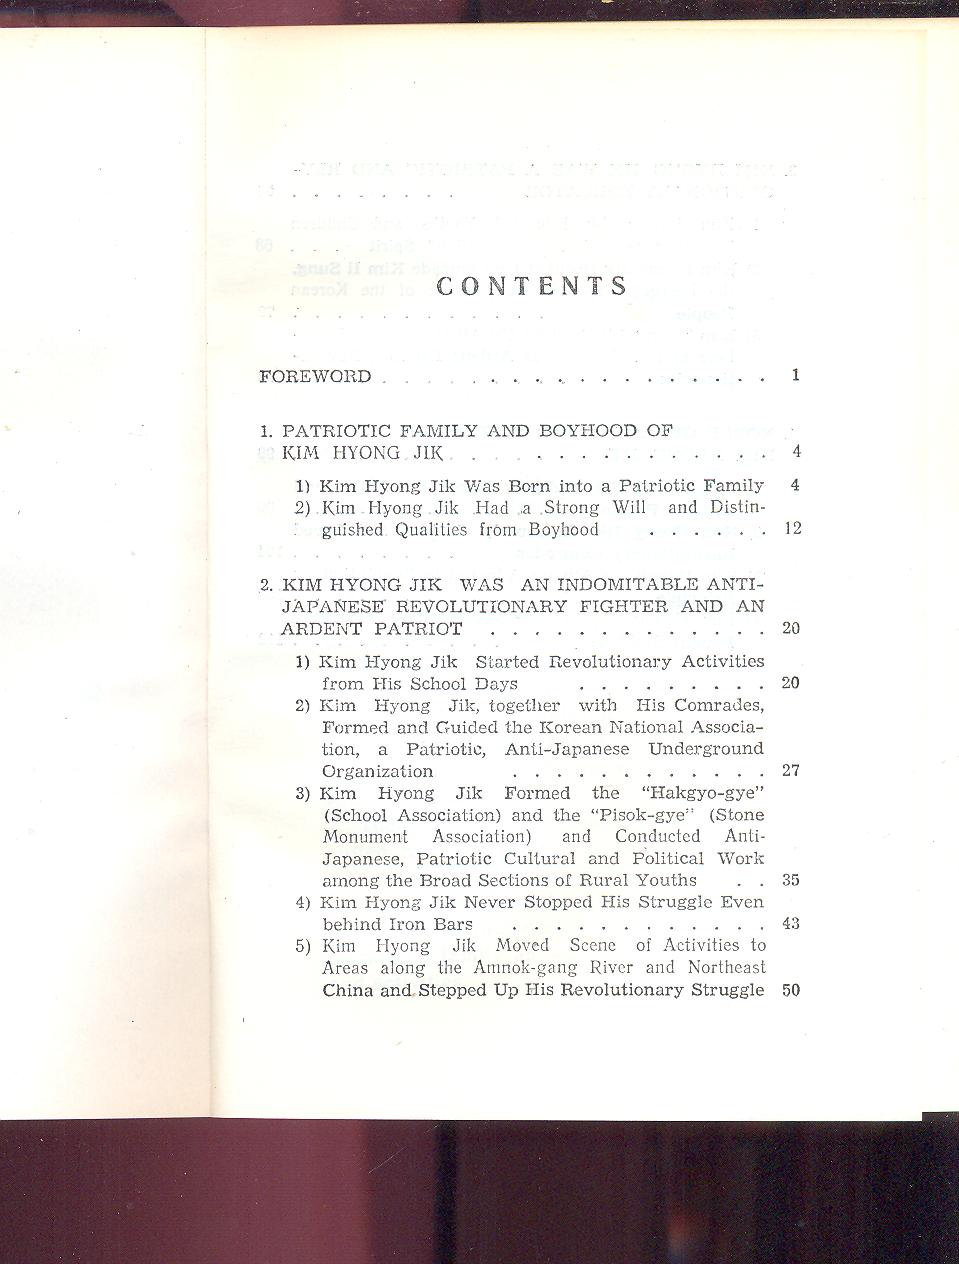 CONTENTS
FOREWORD . . . . . . . . . . . . . . . . . . 1
1. PATRIOTIC FAMILY AND BOYHOOD OF
KIM HYONG JIK . . . . . . . . . . . . . . . 4
1) Kim Hyong Jik Was Born into a Patriotic Family 4
2) Kim Hyong Jik Had a Strong Will and Distin-
guished Qualities from Boyhood . . . . . . 12
2. KIM HYONG JIK WAS AN INDOMITABLE ANTI-
JAPANESE REVOLUTIONARY FIGHTER AND AN
ARDENT PATRIOT . . . . . . . . . . . . . 20
1) Kim Hyong Jik Started Revolutionary Activities
from His School Days . . . . . . . . . 20
2) Kim Hyong Jik, together with His Comrades,
Formed and Guided the Korean National Associa-
tion, a Patriotic, Anti-Japanese Underground
Organization . . . . . . . . . . . . 27
3) Kim Hyong Jik Formed the “Hakgyo-gye”
(School Association) and the “Pisok-gye” (Stone
Monument Association) and Conducted Anti-
Japanese, Patriotic Cultural and Political Work
among the Broad Sections of Rural Youths . . 35
4) Kim Hyong Jik Never Stopped His Struggle Even
behind Iron Bars . . . . . . . . . . . . 43
5) Kim Hyong Jik Moved Scene of Activities to
Areas along the Amnok-gang River and Northeast
China and Stepped Up His Revolutionary Struggle 50